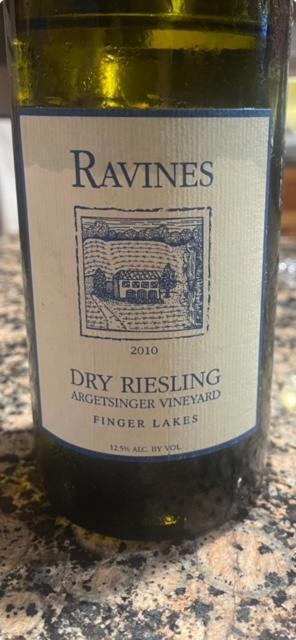 RAVINES
2010
DRY RIESLING
ARGETSINGER VINEYARD
FINGER LAKES
12.5% ALC. BY VOL.